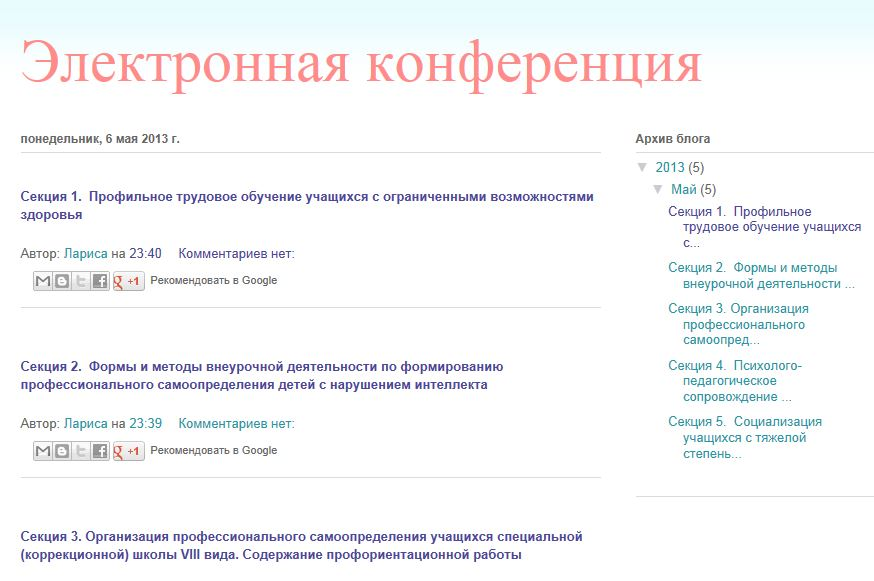 Электронная конференция
понедельник, 6 мая 2013 г.
Секция 1.  Профильное трудовое обучение учащихся с ограниченными возможностями
здоровья
Автор: Лариса на 23:40 Комментариев нет:
g +1 Рекомендовать в Google
Секция 2.  Формы и методы внеурочной деятельности по формированию
профессионального самоопределения детей с нарушением интеллекта
Автор: Лариса на 23:39 Комментариев нет:
g +1 Рекомендовать в Google
Секция 3. Организация профессионального самоопределения учащихся специальной
(коррекционной) школы VIII вида. Содержание профориентационной работы
Архив блога
▼ 2013 (5)
▼ Май (5)
Секция 1.  Профильное
трудовое обучение учащихся
с...
Секция 2.  Формы и методы
внеурочной деятельности ...
Секция 3. Организация
профессионального
самоопред...
Секция 4.  Психолого-
педагогическое
сопровождение ...
Секция 5.  Социализация
учащихся с тяжелой
степень...